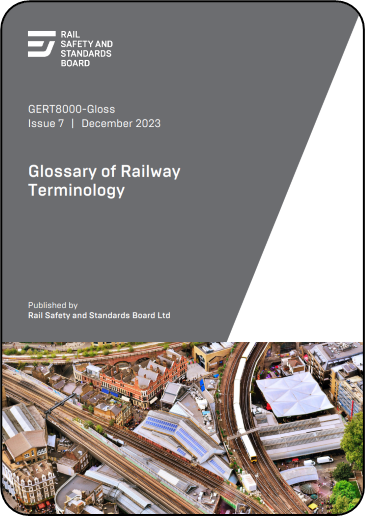 RAIL
SAFETY AND
STANDARDS
BOARD
GERT8000-Gloss
Issue 7 | December 2023
Glossary of Railway
Terminology
Published by
Rail Safety and Standards Board Ltd